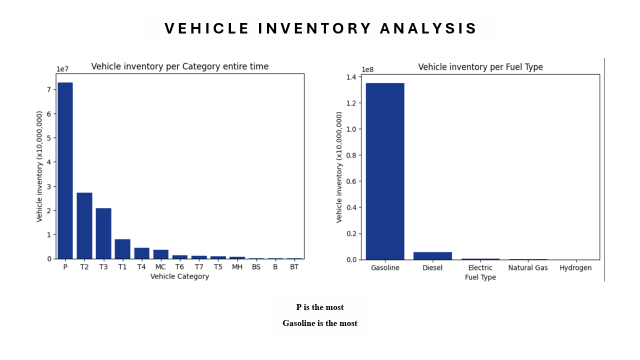 VEHICLE INVENTORY ANALYSIS
Vehicle inventory per Category entire time
1e7
Vehicle inventory (x10,000,000)
7
6
5
4
3
2
1
0
P T2 T3 T1 T4 MC T6 T7 T5 MH BS B BT
Vehicle Category
Vehicle inventory per Fuel Type
1e8
Vehicle inventory (x10,000,000)
1.4
1.2
1.0
0.8
0.6
0.4
0.2
0.0
Gasoline Diesel Electric Natural Gas Hydrogen
Fuel Type
P is the most
Gasoline is the most